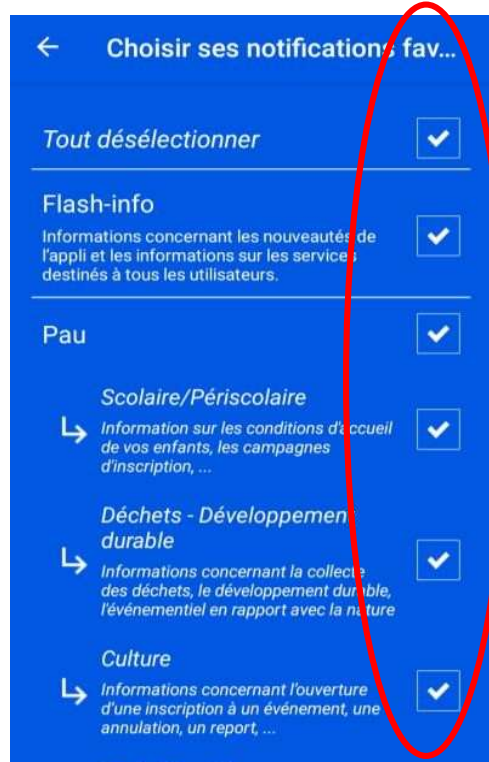 Choisir ses notifications fav...
Tout désélectionner
Flash-info
Informations concernant les nouveautés de
l'appli et les informations sur les services
destinés à tous les utilisateurs.
Pau
Scolaire/Périscolaire
Information sur les conditions d'accueil
de vos enfants, les campagnes
d'inscription, ...
Déchets - Développement
durable
Informations concernant la collecte
des déchets, le développement durable,
l'événementiel en rapport avec la nature
Culture
Informations concernant l'ouverture
d'une inscription à un événement, une
annulation, un report, ...